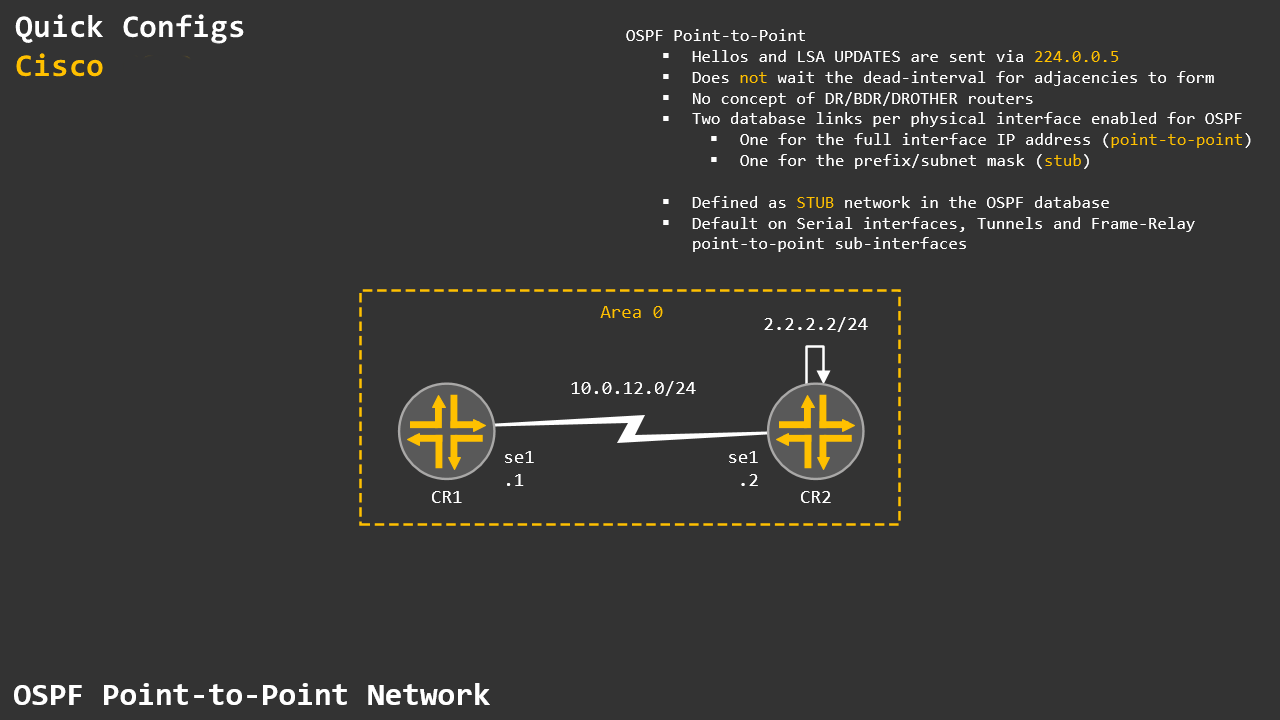 Quick Configs
Cisco
OSPF Point-to-Point
▪ Hellos and LSA UPDATES are sent via 224.0.0.5
▪ Does not wait the dead-interval for adjacencies to form
▪ No concept of DR/BDR/DROTHER routers
▪ Two database links per physical interface enabled for OSPF
▪ One for the full interface IP address (point-to-point)
▪ One for the prefix/subnet mask (stub)
▪ Defined as STUB network in the OSPF database
▪ Default on Serial interfaces, Tunnels and Frame-Relay
point-to-point sub-interfaces
Area 0
2.2.2.2/24
10.0.12.0/24
se1
.1
se1
.2
CR1
CR2
OSPF Point-to-Point Network